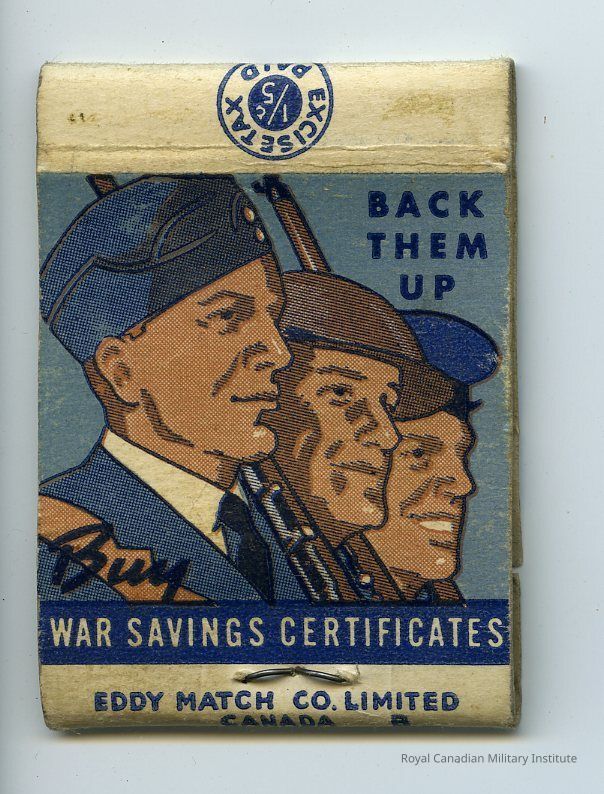 EXCISE TAX
PAID
1/5¢
BACK
THEM
UP
Buy
WAR SAVINGS CERTIFICATES
EDDY MATCH CO. LIMITED
CANADA B
Royal Canadian Military Institute